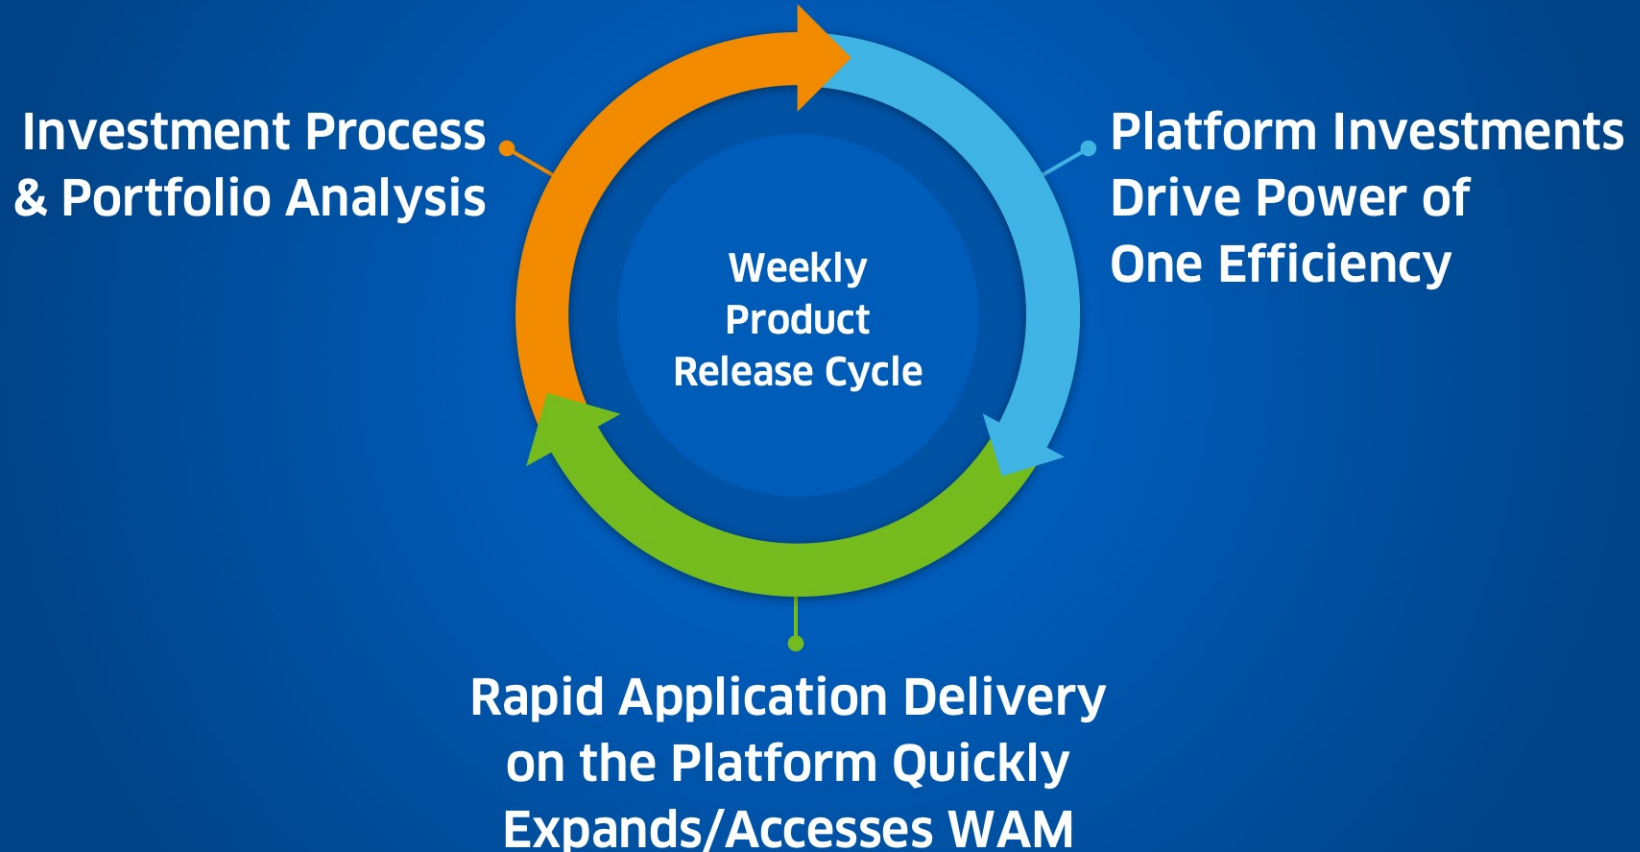 Investment Process
& Portfolio Analysis
Platform Investments
Drive Power of
One Efficiency
Weekly
Product
Release Cycle
Rapid Application Delivery
on the Platform Quickly
Expands/Accesses WAM